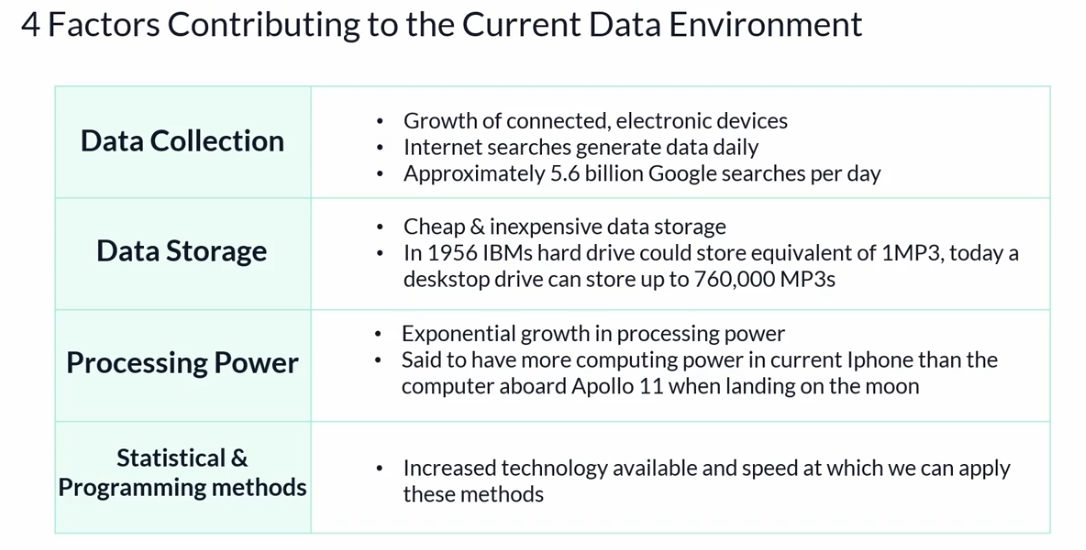 4 Factors Contributing to the Current Data Environment
Data Collection
• Growth of connected, electronic devices
• Internet searches generate data daily
• Approximately 5.6 billion Google searches per day
Data Storage
• Cheap & inexpensive data storage
• In 1956 IBMs hard drive could store equivalent of 1MP3, today a
deskstop drive can store up to 760,000 MP3s
Processing Power
• Exponential growth in processing power
• Said to have more computing power in current Iphone than the
computer aboard Apollo 11 when landing on the moon
Statistical &
Programming methods
• Increased technology available and speed at which we can apply
these methods